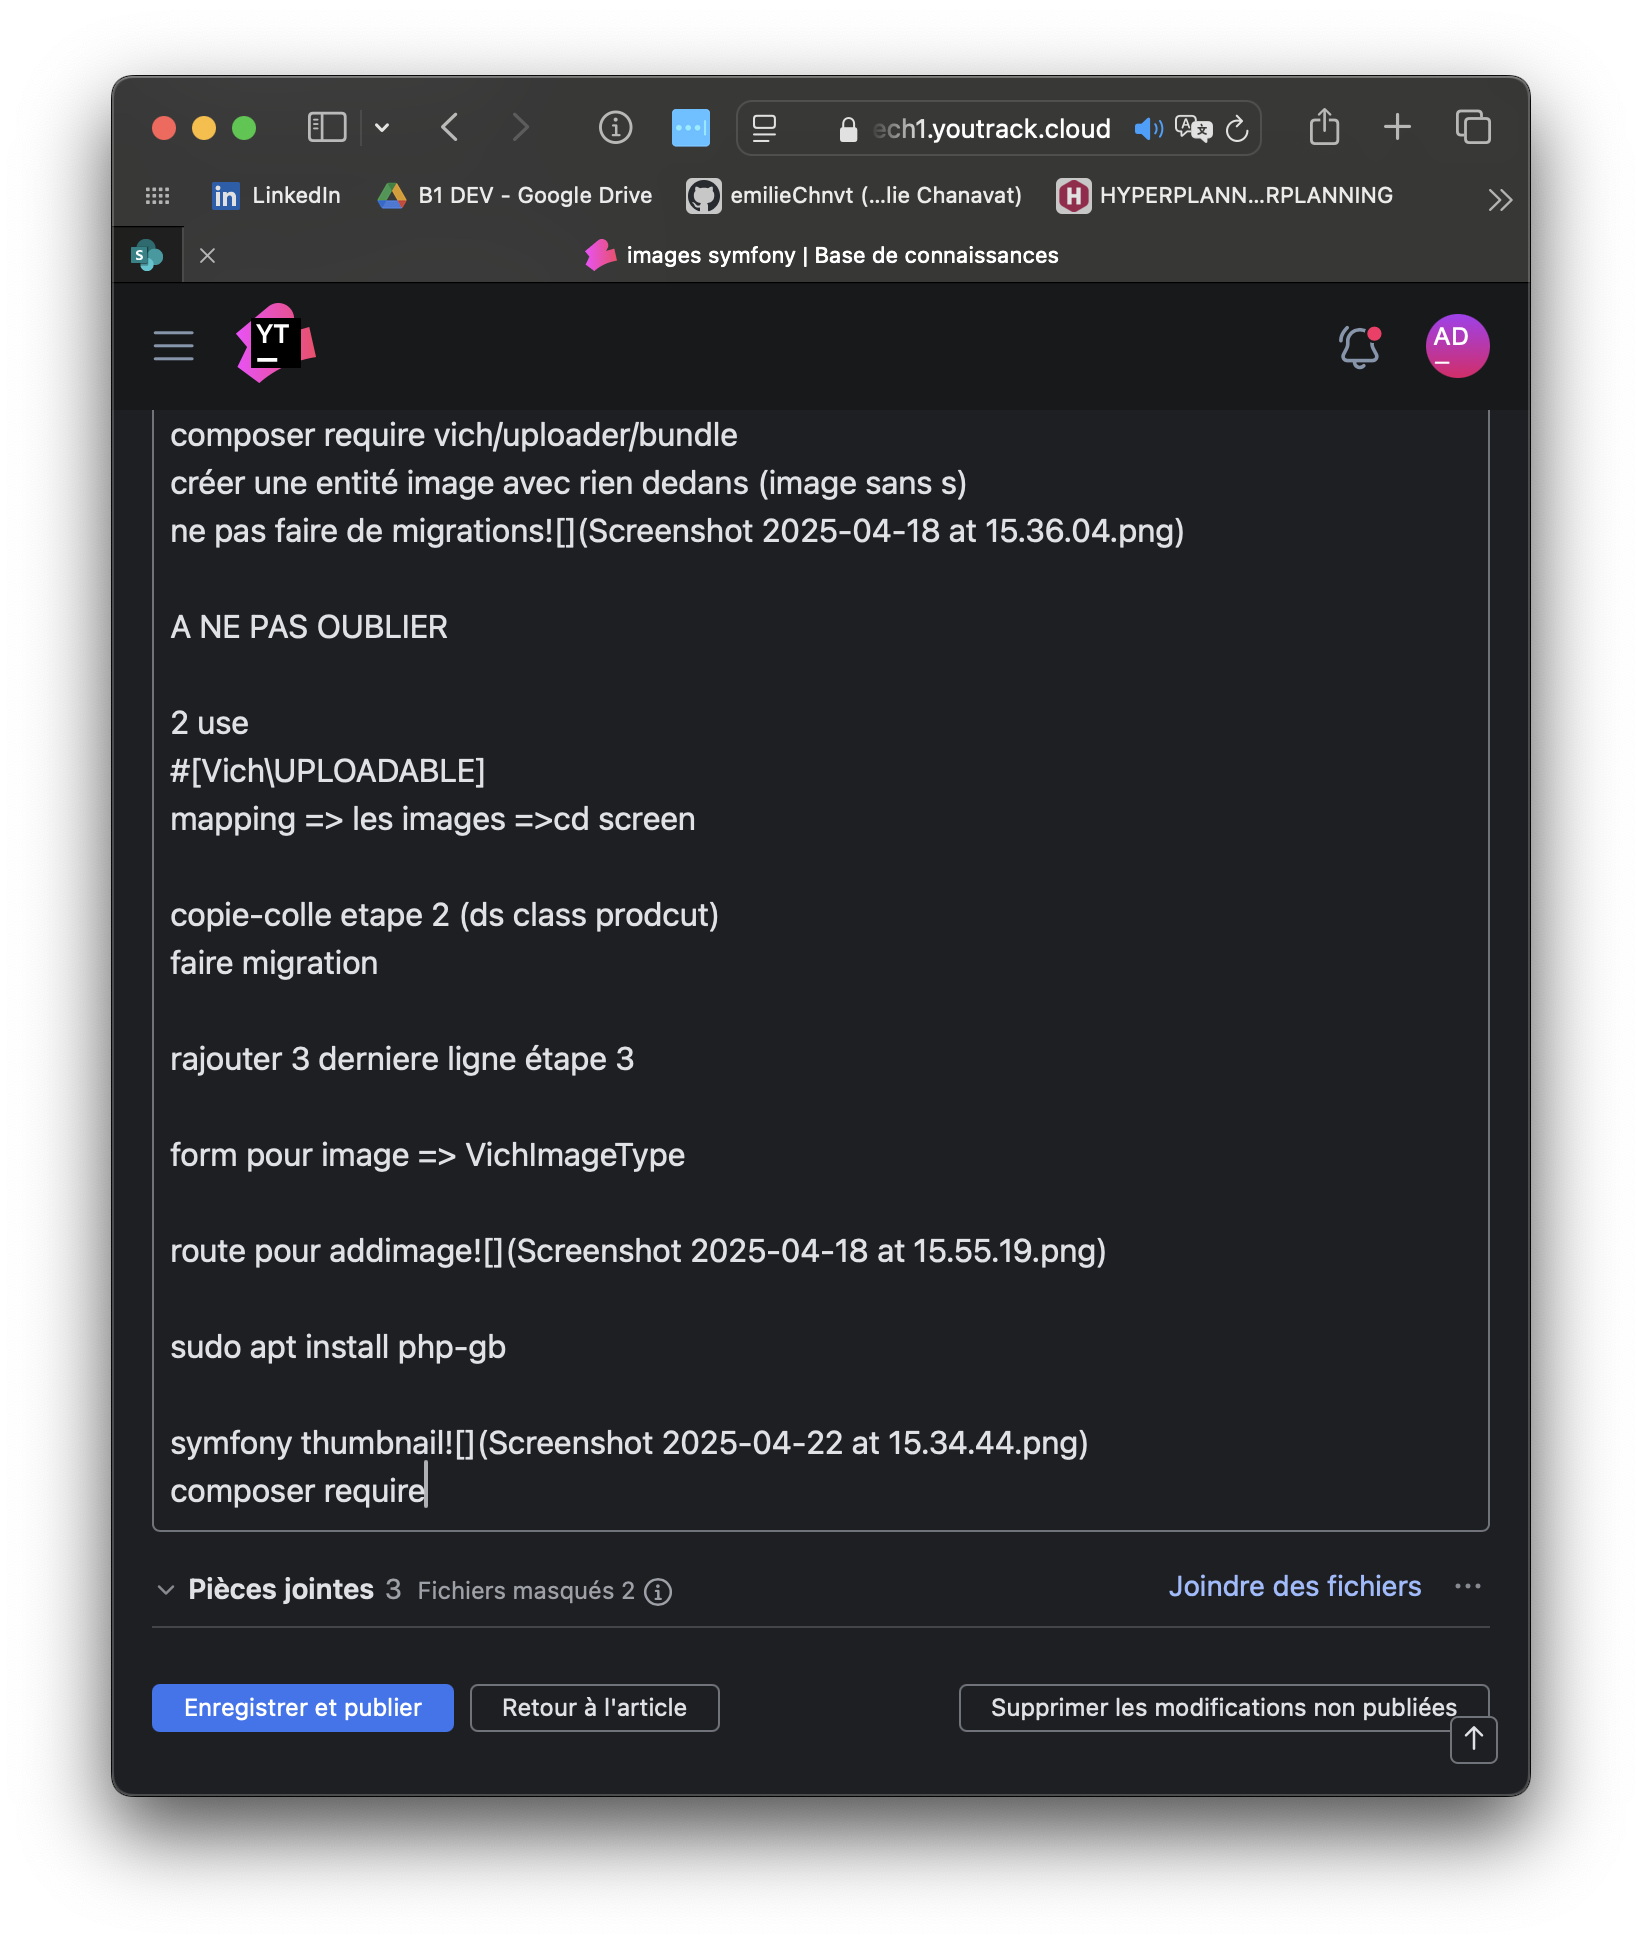 ech1.youtrack.cloud
LinkedIn
B1 DEV - Google Drive
emilieChnvt (...lie Chanavat)
H
HYPERPLANN...RPLANNING
S
images symfony | Base de connaissances
YT
AD
composer require vich/uploader/bundle
créer une entité image avec rien dedans (image sans s)
ne pas faire de migrations![](Screenshot 2025-04-18 at 15.36.04.png)
A NE PAS OUBLIER
2 use
#[Vich\UPLOADABLE]
mapping => les images =>cd screen
copie-colle etape 2 (ds class prodcut)
faire migration
rajouter 3 derniere ligne étape 3
form pour image => VichImageType
route pour addimage![](Screenshot 2025-04-18 at 15.55.19.png)
sudo apt install php-gb
symfony thumbnail![](Screenshot 2025-04-22 at 15.34.44.png)
composer require
Pièces jointes 3 Fichiers masqués 2
Joindre des fichiers
Enregistrer et publier
Retour à l'article
Supprimer les modifications non publiées